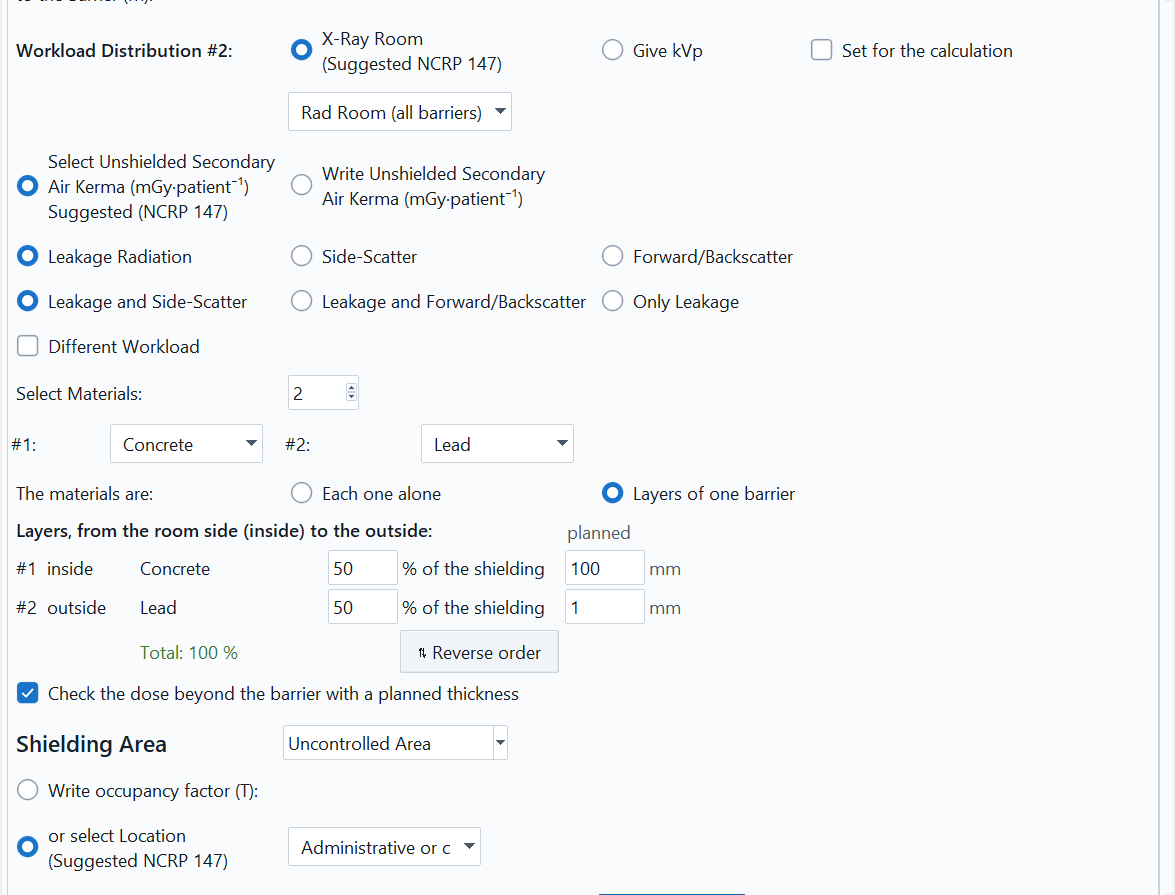 Workload Distribution #2:
X-Ray Room
(Suggested NCRP 147)
Give kVp
Set for the calculation
Rad Room (all barriers)
Select Unshielded Secondary
Air Kerma (mGy·patient⁻¹)
Suggested (NCRP 147)
Write Unshielded Secondary
Air Kerma (mGy·patient⁻¹)
Leakage Radiation
Side-Scatter
Forward/Backscatter
Leakage and Side-Scatter
Leakage and Forward/Backscatter
Only Leakage
Different Workload
Select Materials:
2
#1:
Concrete
#2:
Lead
The materials are:
Each one alone
Layers of one barrier
Layers, from the room side (inside) to the outside:
planned
#1 inside Concrete 50 % of the shielding 100 mm
#2 outside Lead 50 % of the shielding 1 mm
Total: 100 %
⇅ Reverse order
Check the dose beyond the barrier with a planned thickness
Shielding Area
Uncontrolled Area
Write occupancy factor (T):
or select Location
(Suggested NCRP 147)
Administrative or c